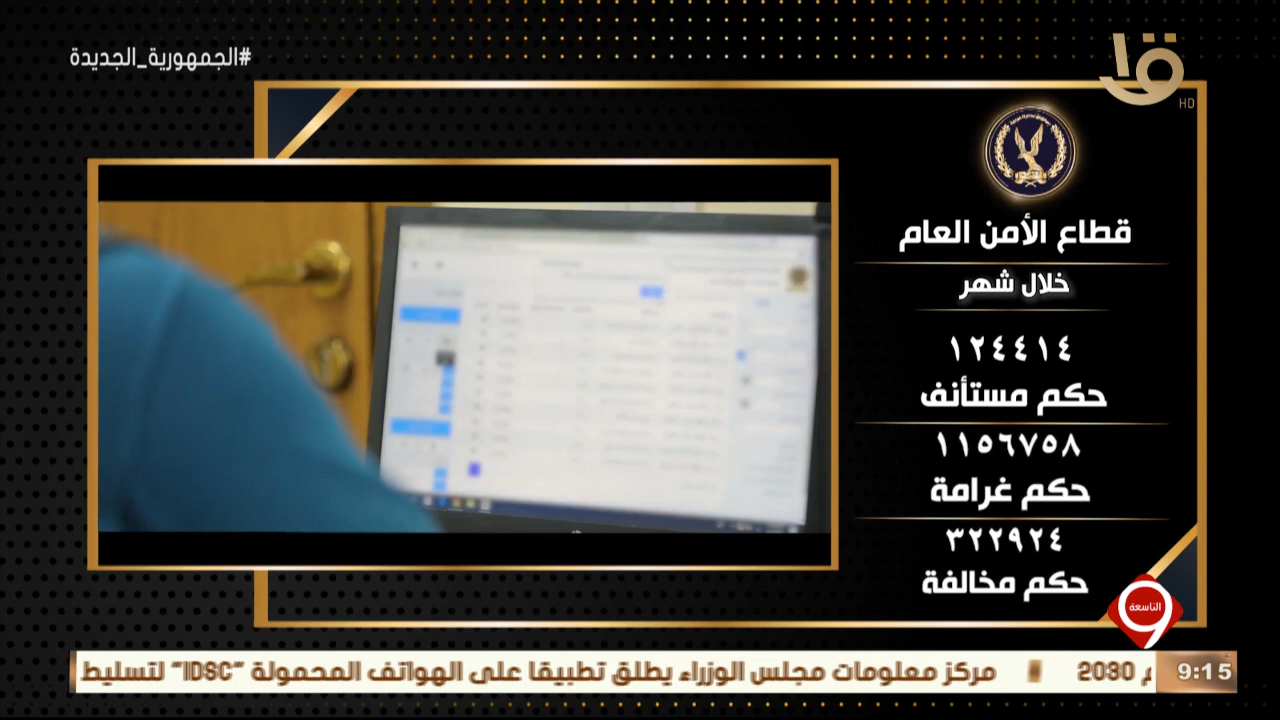 #الجمهورية_الجديدة
HD
قطاع الأمن العام
خلال شهر
١٢٤٤١٤
حكم مستأنف
١١٥٦٧٥٨
حكم غرامة
٣٢٢٩٢٤
حكم مخالفة
التاسعة
9
9:15 م 2030 مركز معلومات مجلس الوزراء يطلق تطبيقا على الهواتف المحمولة "IDSC" لتسليط